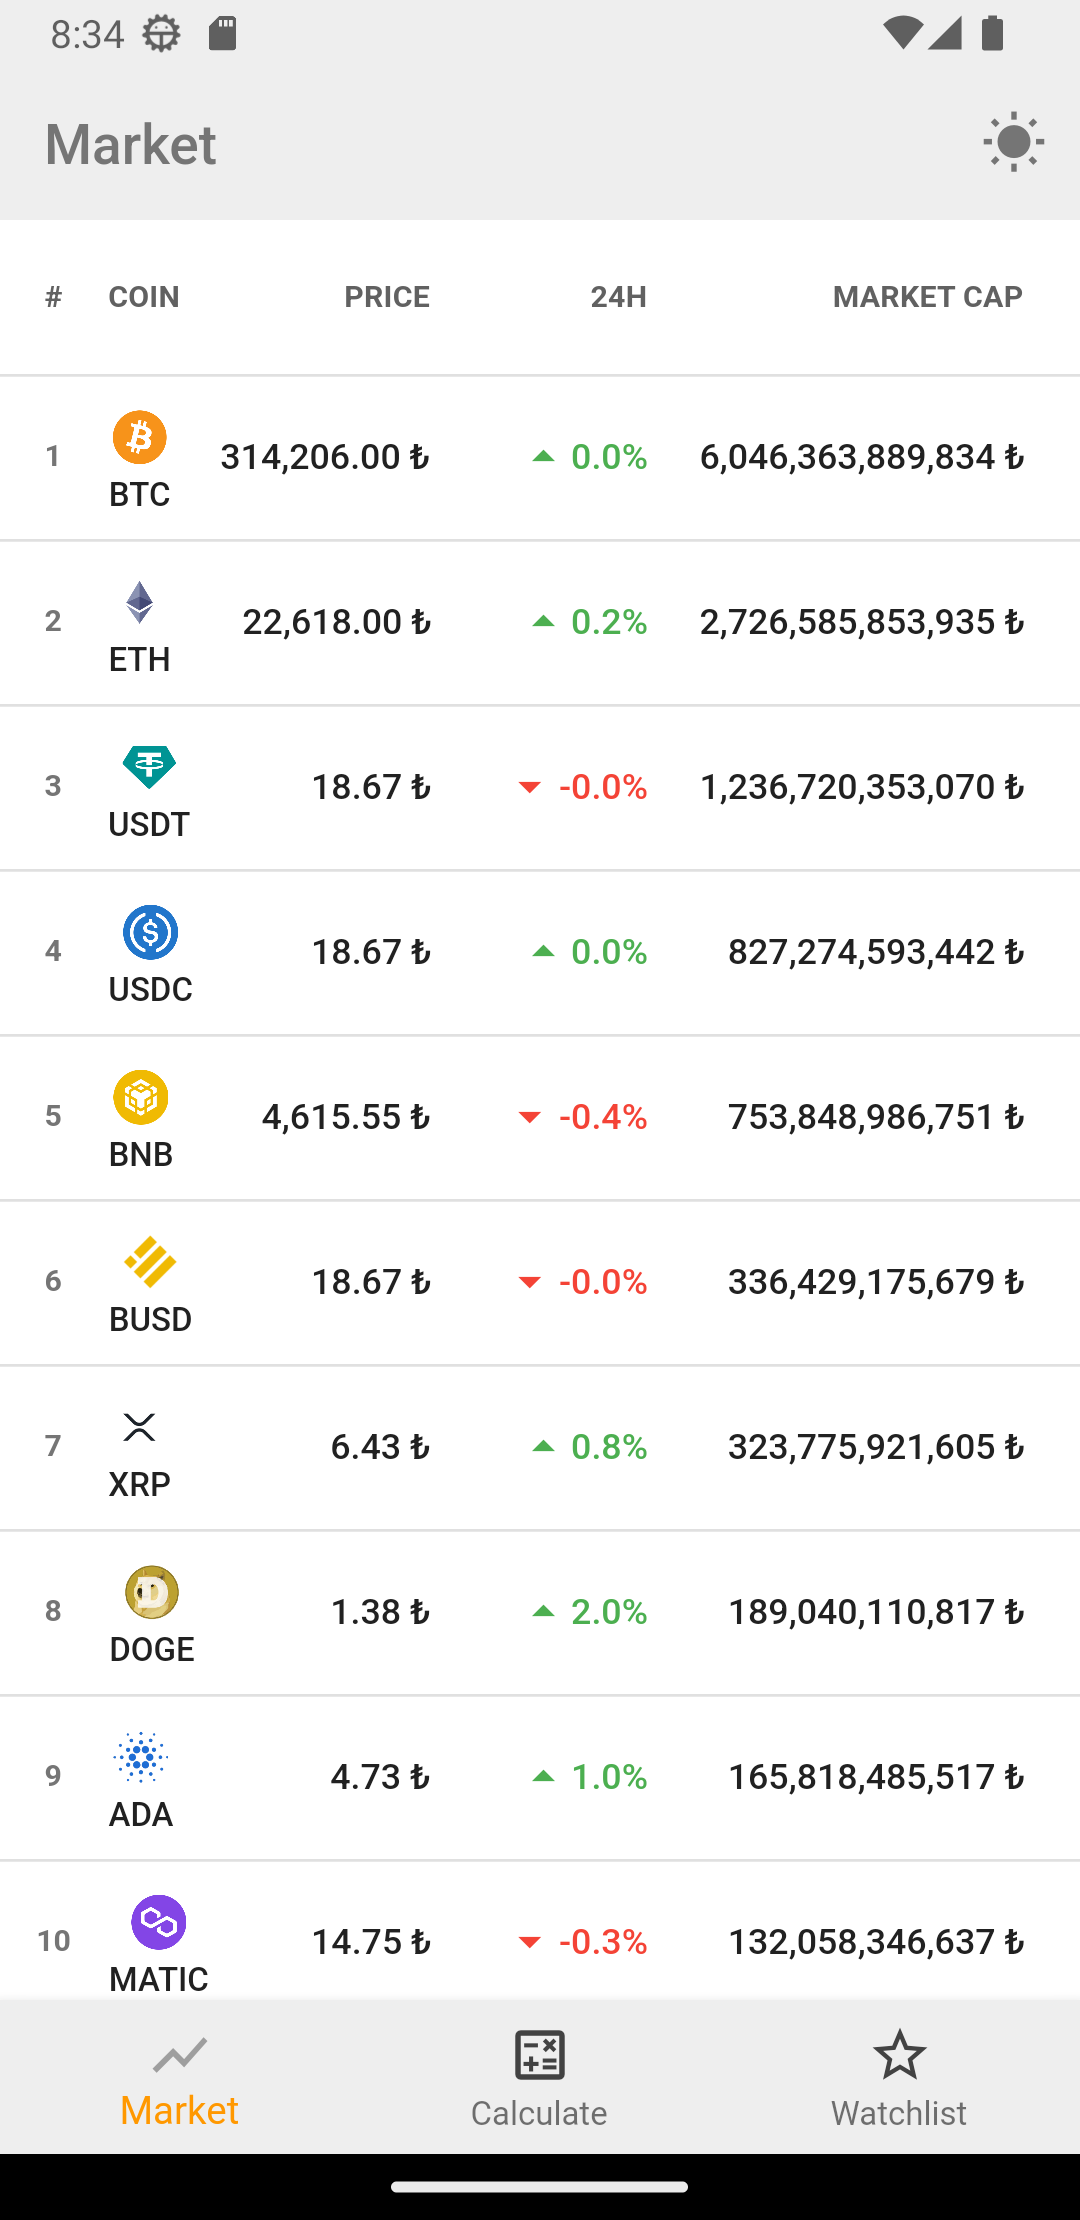 8:34
Market
# COIN PRICE 24H MARKET CAP
1 BTC 314,206.00 ₺ 0.0% 6,046,363,889,834 ₺
2 ETH 22,618.00 ₺ 0.2% 2,726,585,853,935 ₺
3 USDT 18.67 ₺ -0.0% 1,236,720,353,070 ₺
4 USDC 18.67 ₺ 0.0% 827,274,593,442 ₺
5 BNB 4,615.55 ₺ -0.4% 753,848,986,751 ₺
6 BUSD 18.67 ₺ -0.0% 336,429,175,679 ₺
7 XRP 6.43 ₺ 0.8% 323,775,921,605 ₺
8 DOGE 1.38 ₺ 2.0% 189,040,110,817 ₺
9 ADA 4.73 ₺ 1.0% 165,818,485,517 ₺
10 MATIC 14.75 ₺ -0.3% 132,058,346,637 ₺
Market Calculate Watchlist